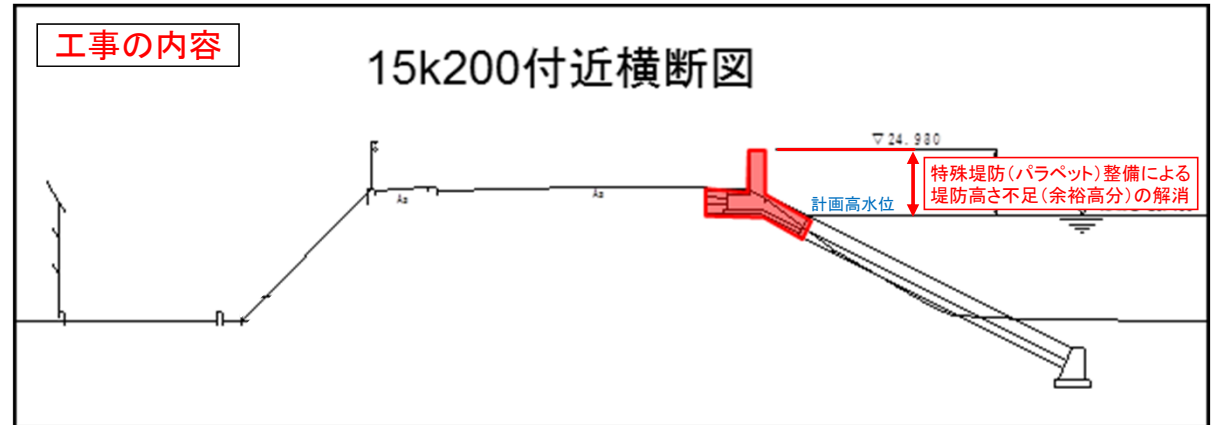 工事の内容
15k200付近横断図
▽24.980
特殊堤防(パラペット)整備による
堤防高さ不足(余裕高分)の解消
計画高水位
As
As